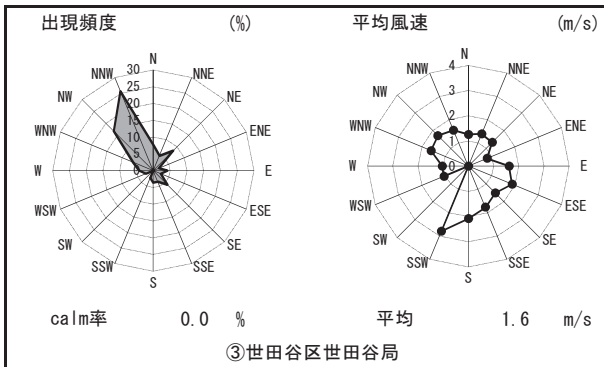 出現頻度 (%)
N
NNE
NE
ENE
E
ESE
SE
SSE
S
SSW
SW
WSW
W
WNW
NW
NNW
30
25
20
15
10
5
0
calm率 0.0 %
平均風速 (m/s)
N
NNE
NE
ENE
E
ESE
SE
SSE
S
SSW
SW
WSW
W
WNW
NW
NNW
4
3
2
1
0
平均 1.6 m/s
③世田谷区世田谷局